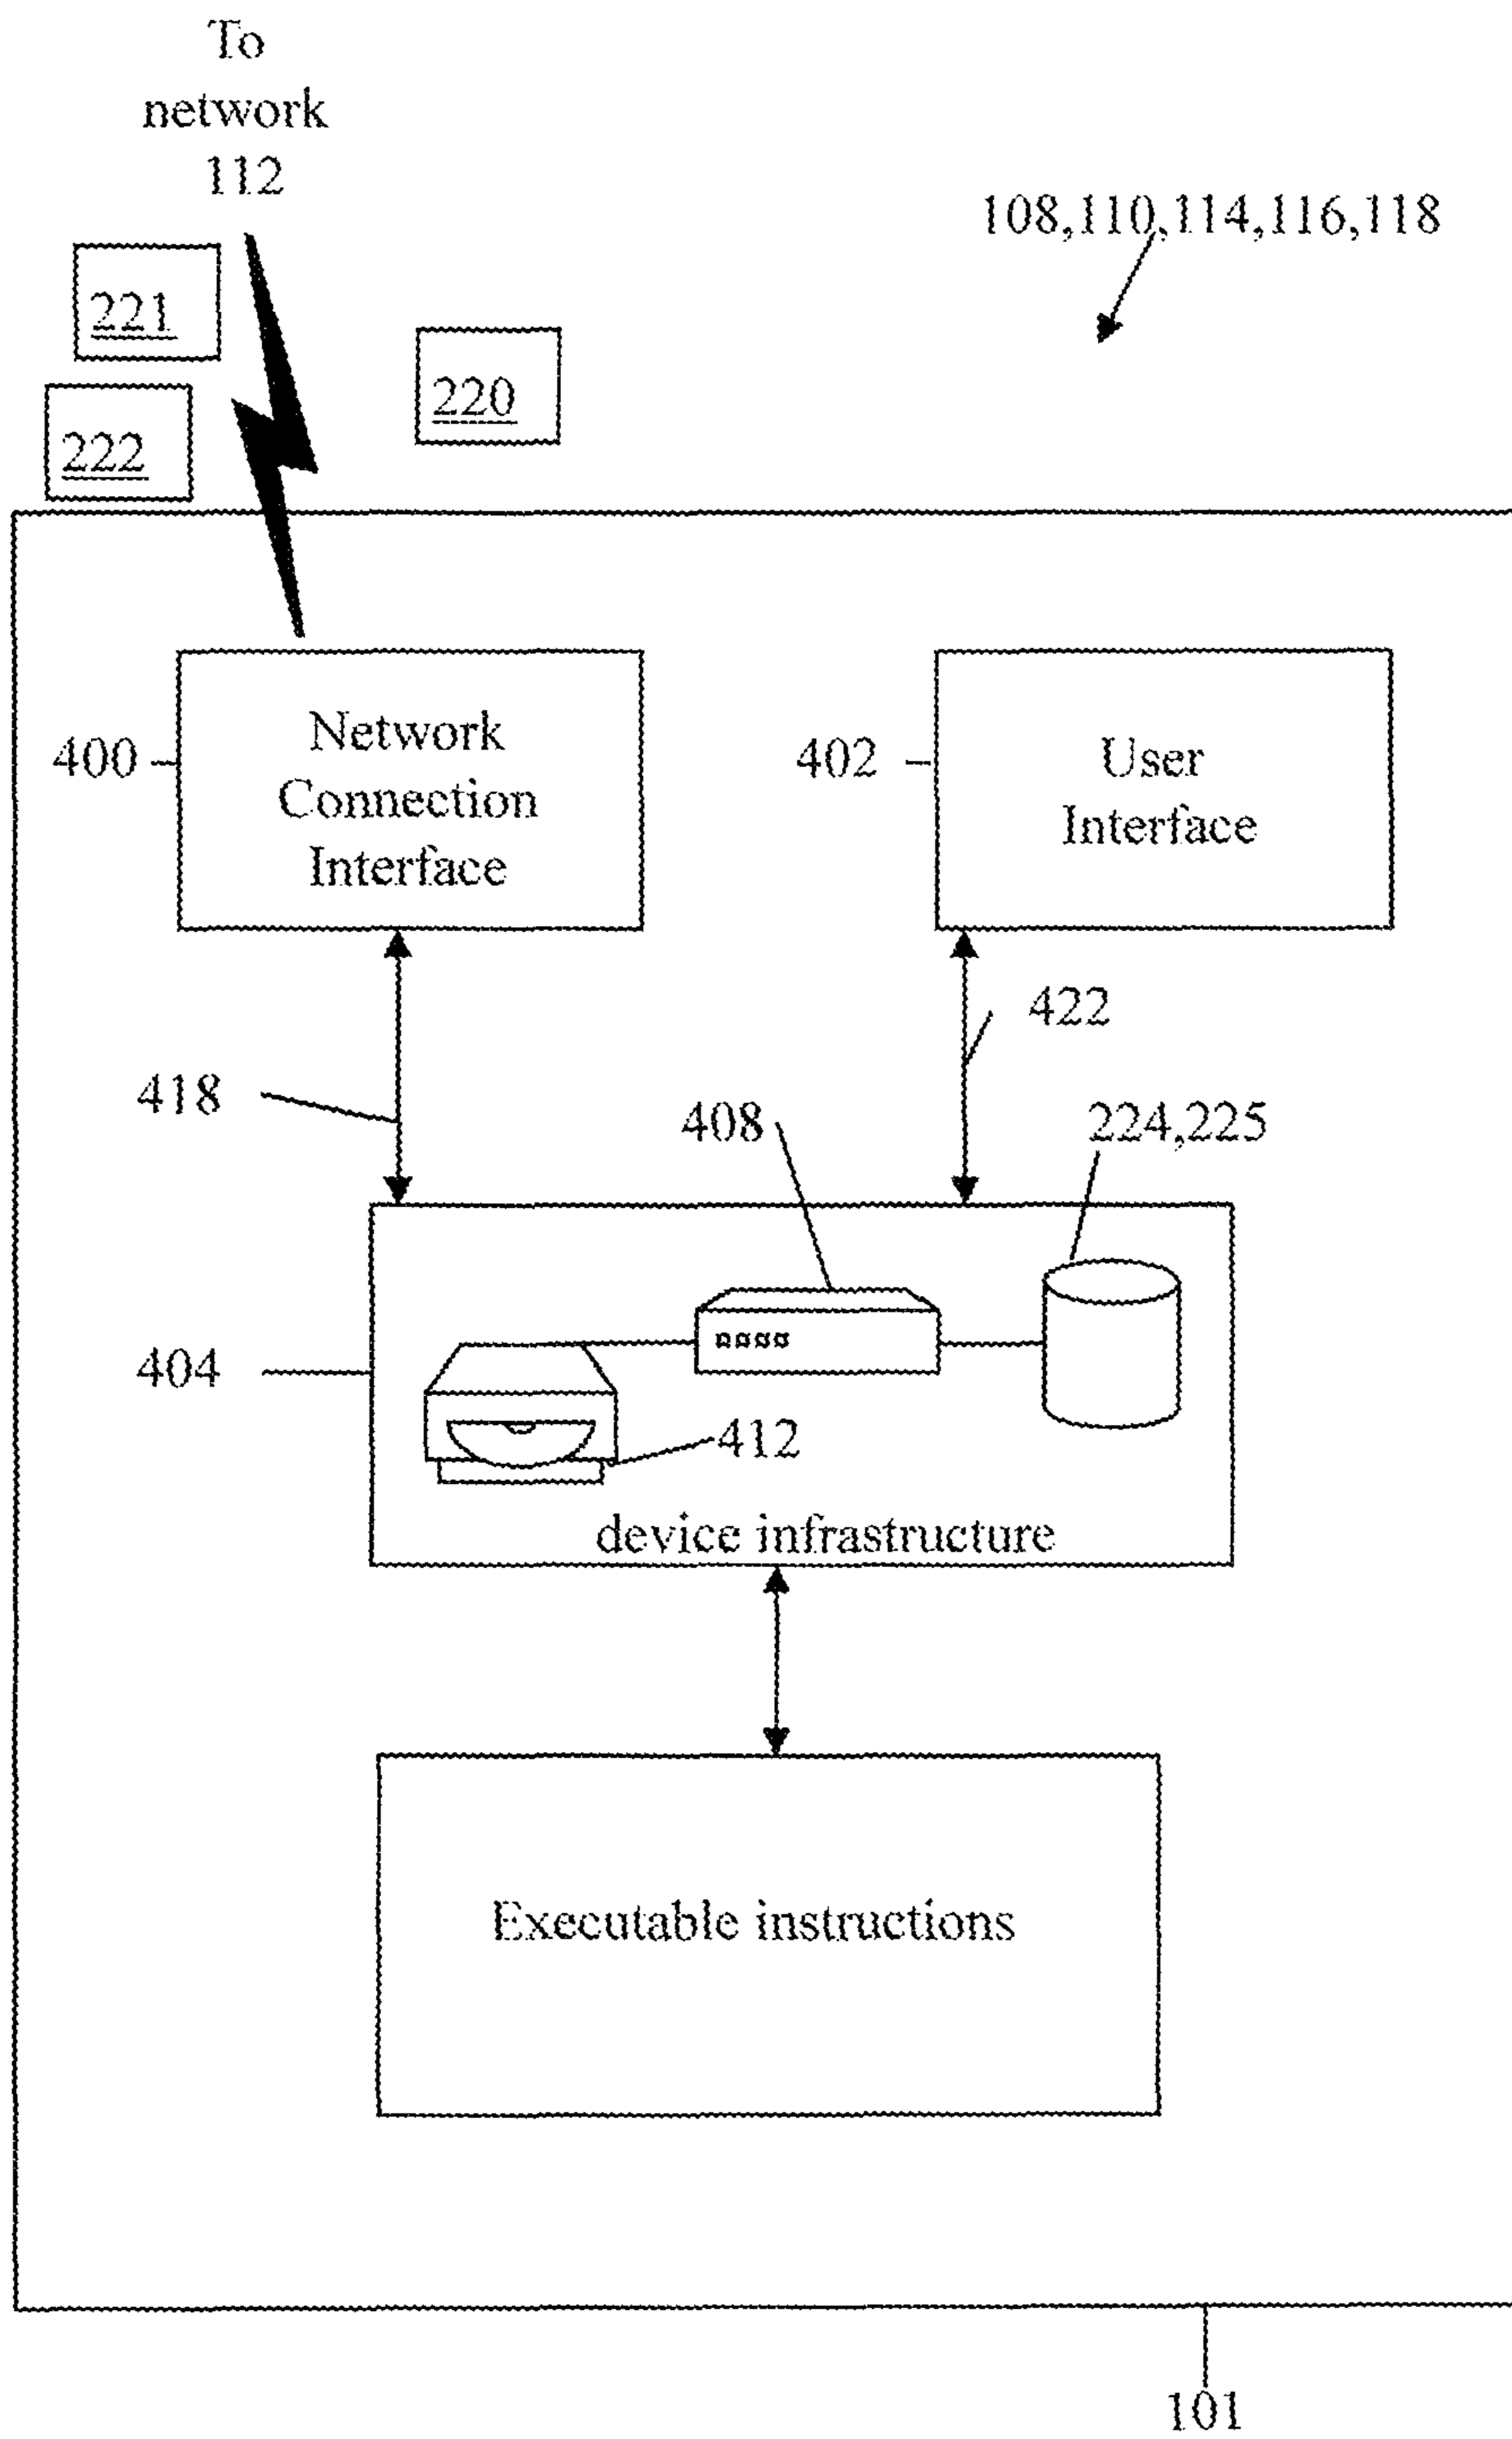 To
network
112
108,110,114,116,118
221
220
222
Network
Connection
Interface
400
User
Interface
402
422
418
408
224,225
404
412
device infrastructure
Executable instructions
101